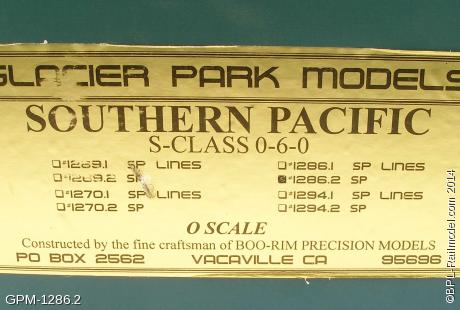 GLACIER PARK MODELS
SOUTHERN PACIFIC
S-CLASS 0-6-0
□#1269.1 SP LINES □#1286.1 SP LINES
□#1269.2 SP ■#1286.2 SP
□#1270.1 SP LINES □#1294.1 SP LINES
□#1270.2 SP □#1294.2 SP
O SCALE
Constructed by the fine craftsman of BOO-RIM PRECISION MODELS
PO BOX 2562 VACAVILLE CA 95696
GPM-1286.2
©BPL-Railmodel.com 2014